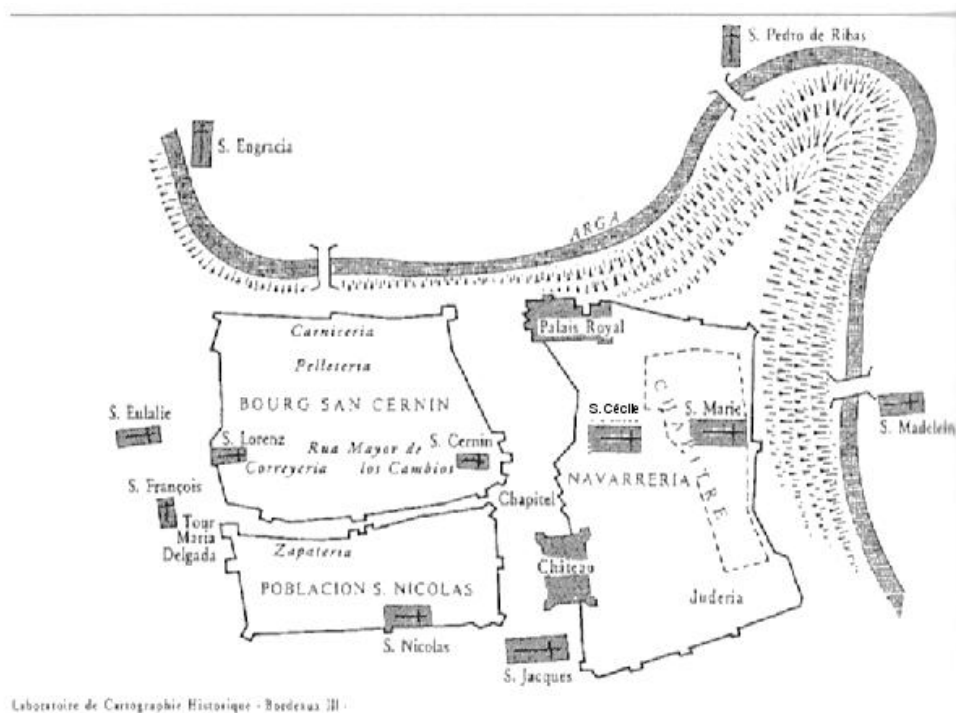 S. Pedro de Ribas
S. Engracia
ARGA
Palais Royal
Carniceria
Pelleteria
BOURG SAN CERNIN
S. Eulalie
S. Lorenz
Rua Mayor de
los Cambios
S. Cernin
Correyeria
S. Cécile
S. Marie
CHAPITRE
S. Madelein
NAVARRERIA
Chapitel
S. François
Tour
Maria
Delgada
Zapateria
POBLACION S. NICOLAS
Château
Juderia
S. Nicolas
S. Jacques
Laboratoire de Cartographie Historique - Bordeaux III -